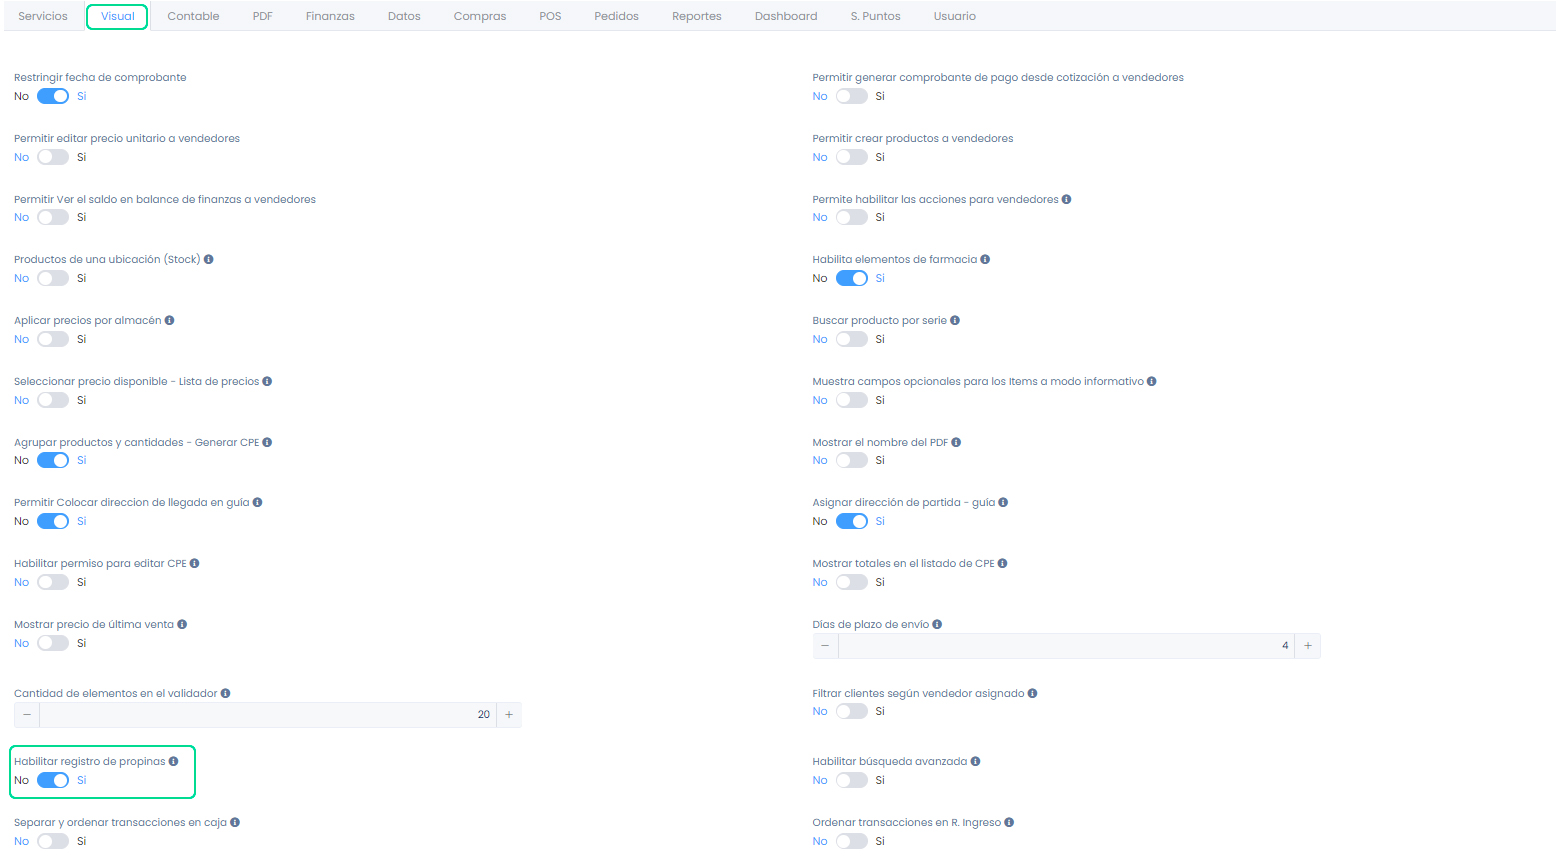 Servicios Visual Contable PDF Finanzas Datos Compras POS Pedidos Reportes Dashboard S. Puntos Usuario
Restringir fecha de comprobante
No Si
Permitir generar comprobante de pago desde cotización a vendedores
No Si
Permitir editar precio unitario a vendedores
No Si
Permitir crear productos a vendedores
No Si
Permitir Ver el saldo en balance de finanzas a vendedores
No Si
Permite habilitar las acciones para vendedores
No Si
Productos de una ubicación (Stock)
No Si
Habilita elementos de farmacia
No Si
Aplicar precios por almacén
No Si
Buscar producto por serie
No Si
Seleccionar precio disponible - Lista de precios
No Si
Muestra campos opcionales para los Items a modo informativo
No Si
Agrupar productos y cantidades - Generar CPE
No Si
Mostrar el nombre del PDF
No Si
Permitir Colocar direccion de llegada en guía
No Si
Asignar dirección de partida - guía
No Si
Habilitar permiso para editar CPE
No Si
Mostrar totales en el listado de CPE
No Si
Mostrar precio de última venta
No Si
Días de plazo de envío
− 4 +
Cantidad de elementos en el validador
− 20 +
Filtrar clientes según vendedor asignado
No Si
Habilitar registro de propinas
No Si
Habilitar búsqueda avanzada
No Si
Separar y ordenar transacciones en caja
No Si
Ordenar transacciones en R. Ingreso
No Si